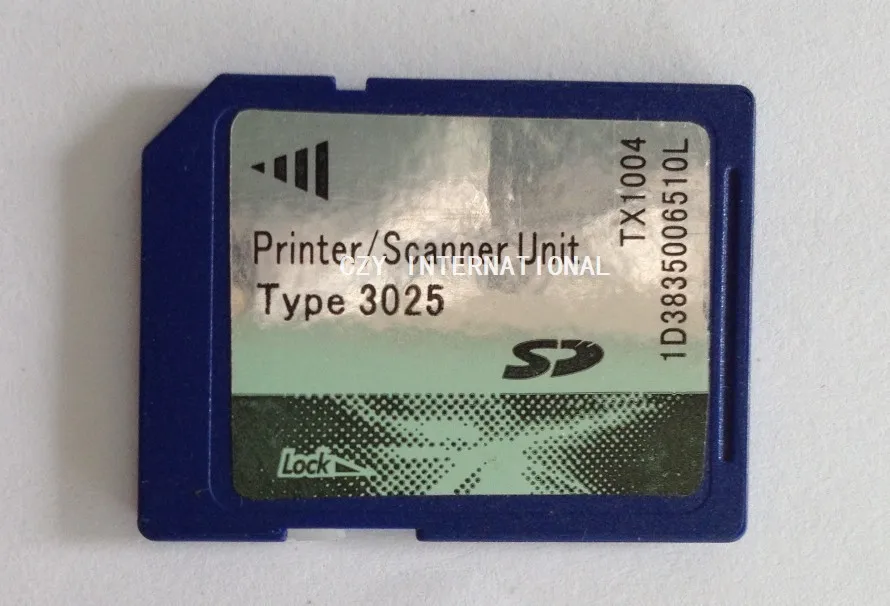 Printer/Scanner Unit
CZY INTERNATIONAL
Type 3025
TX1004
1D3835006510L
SD
Lock